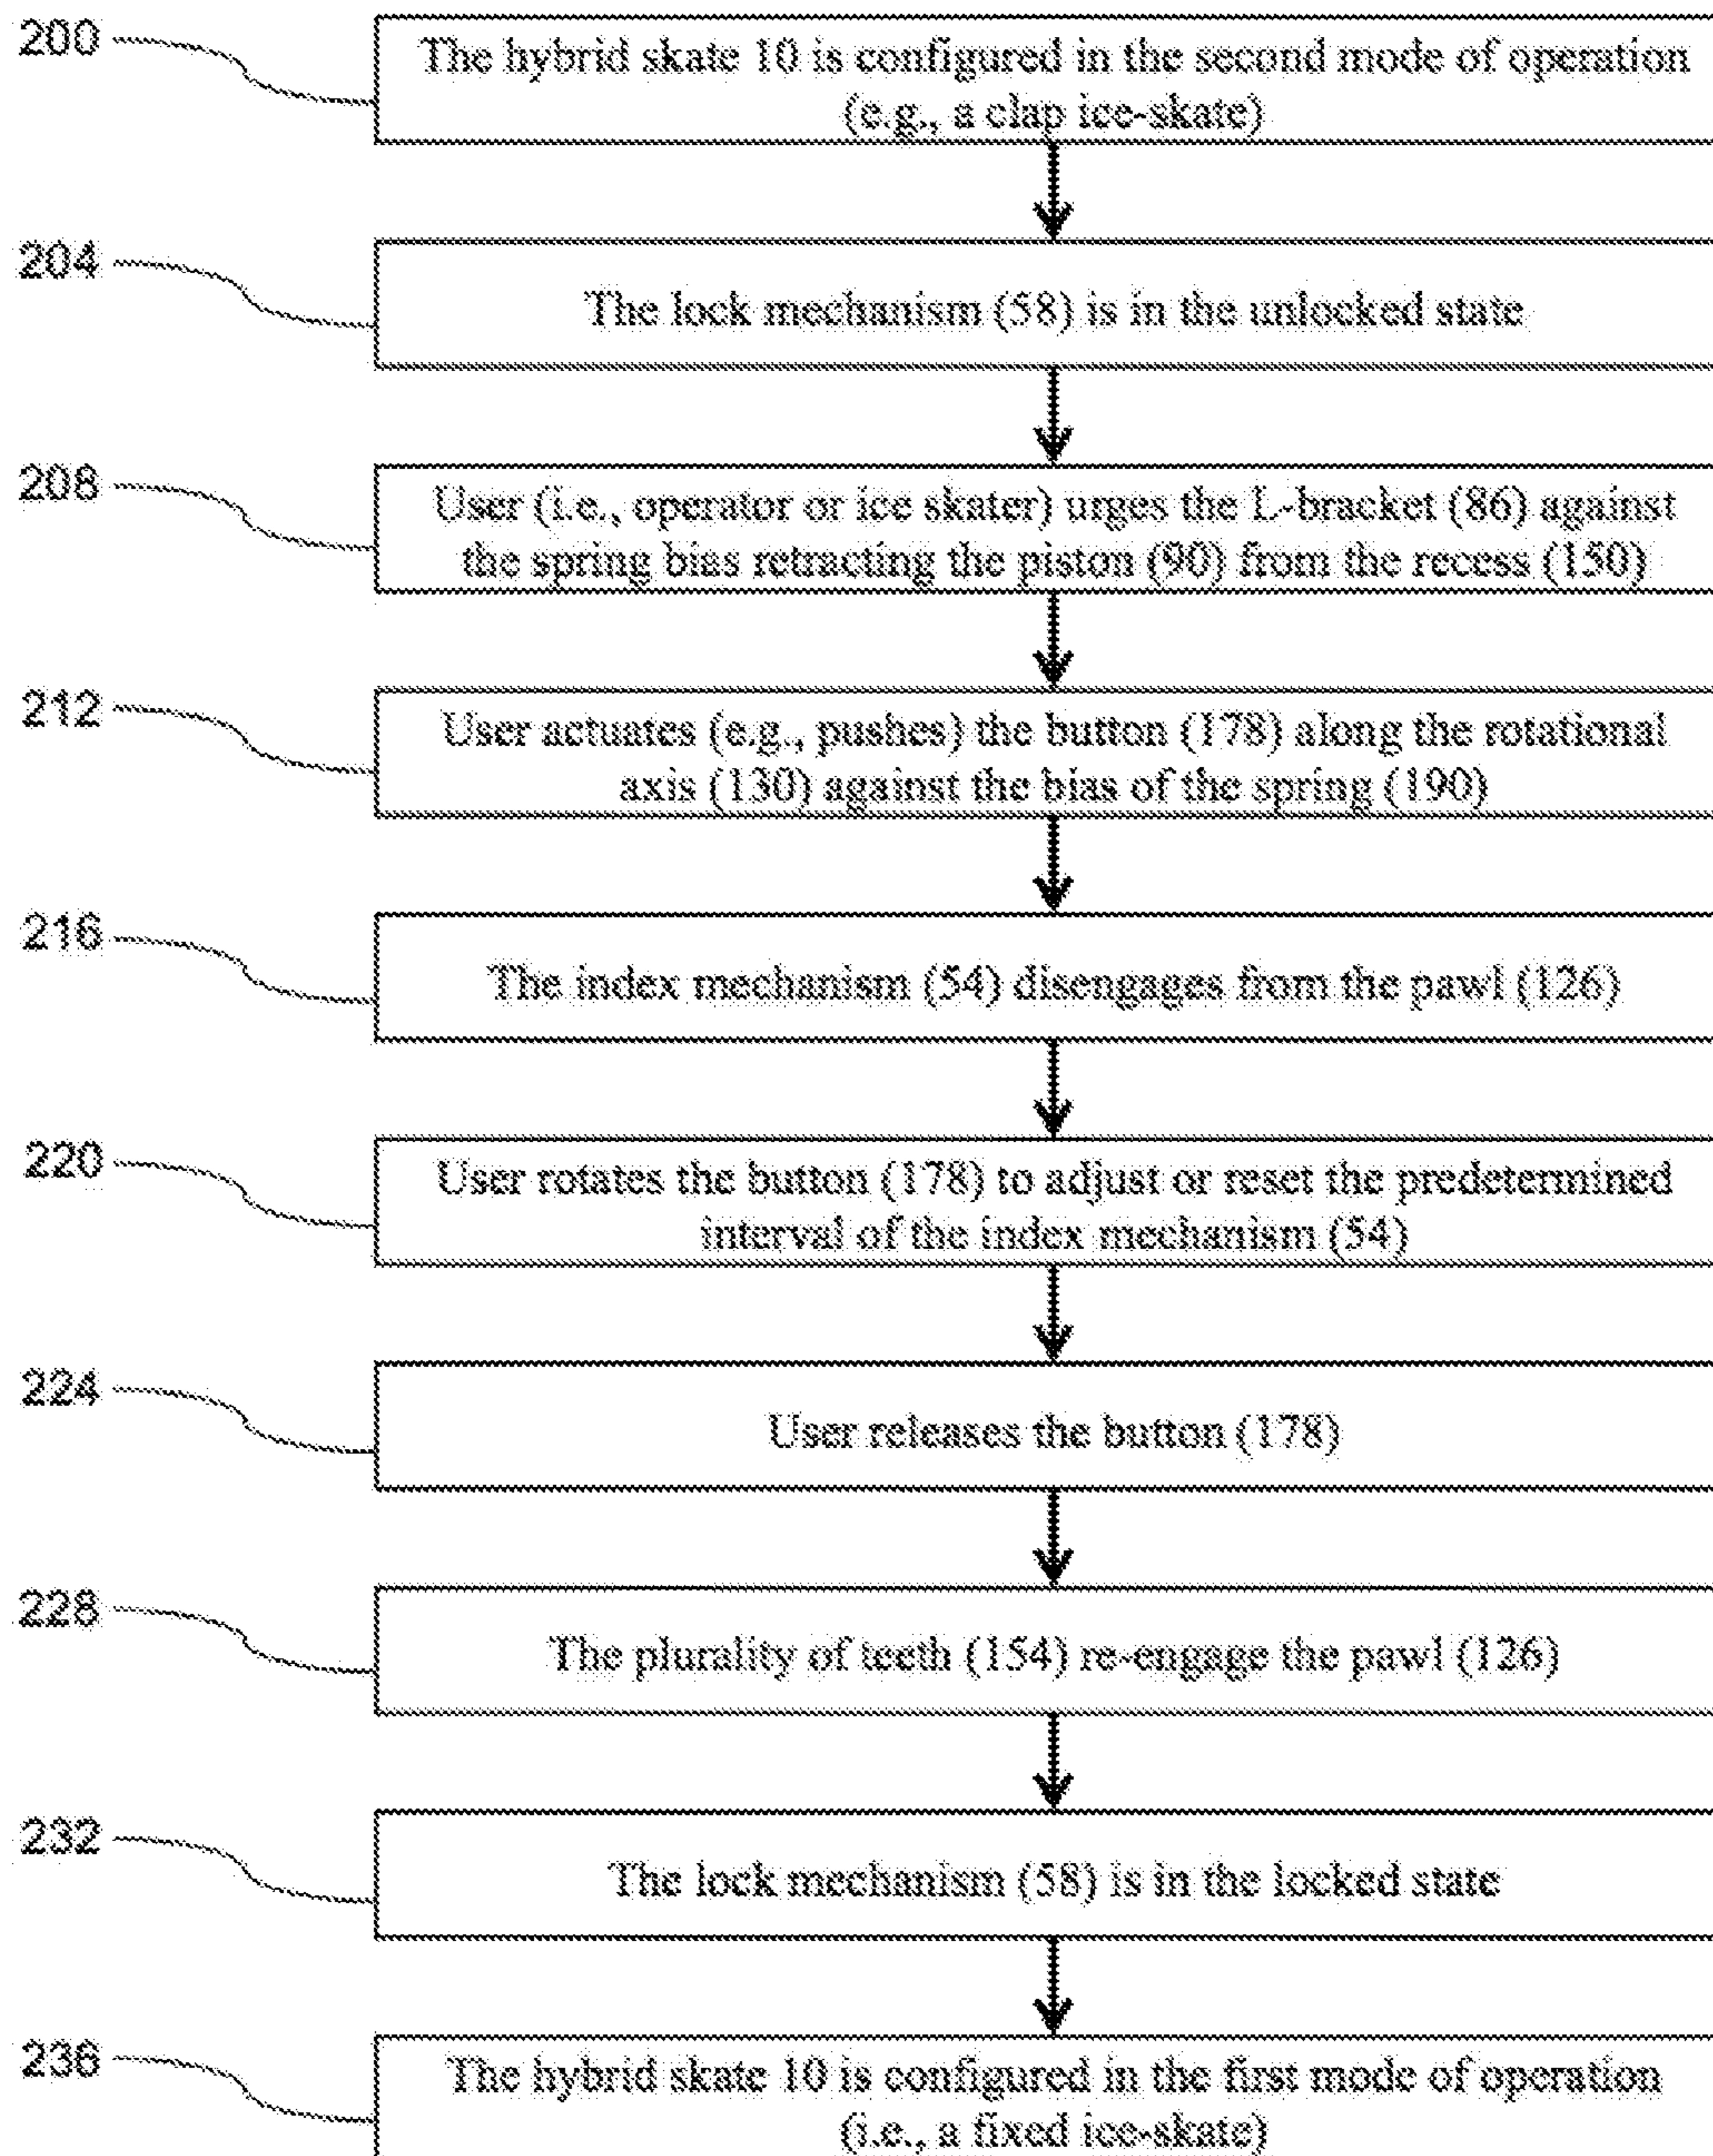 200
The hybrid skate 10 is configured in the second mode of operation
(e.g., a clap ice-skate)
204
The lock mechanism (58) is in the unlocked state
208
User (i.e., operator or ice skater) urges the L-bracket (86) against
the spring bias retracting the piston (90) from the recess (150)
212
User actuates (e.g., pushes) the button (178) along the rotational
axis (130) against the bias of the spring (190)
216
The index mechanism (54) disengages from the pawl (126)
220
User rotates the button (178) to adjust or reset the predetermined
interval of the index mechanism (54)
224
User releases the button (178)
228
The plurality of teeth (154) re-engage the pawl (126)
232
The lock mechanism (58) is in the locked state
236
The hybrid skate 10 is configured in the first mode of operation
(i.e., a fixed ice-skate)